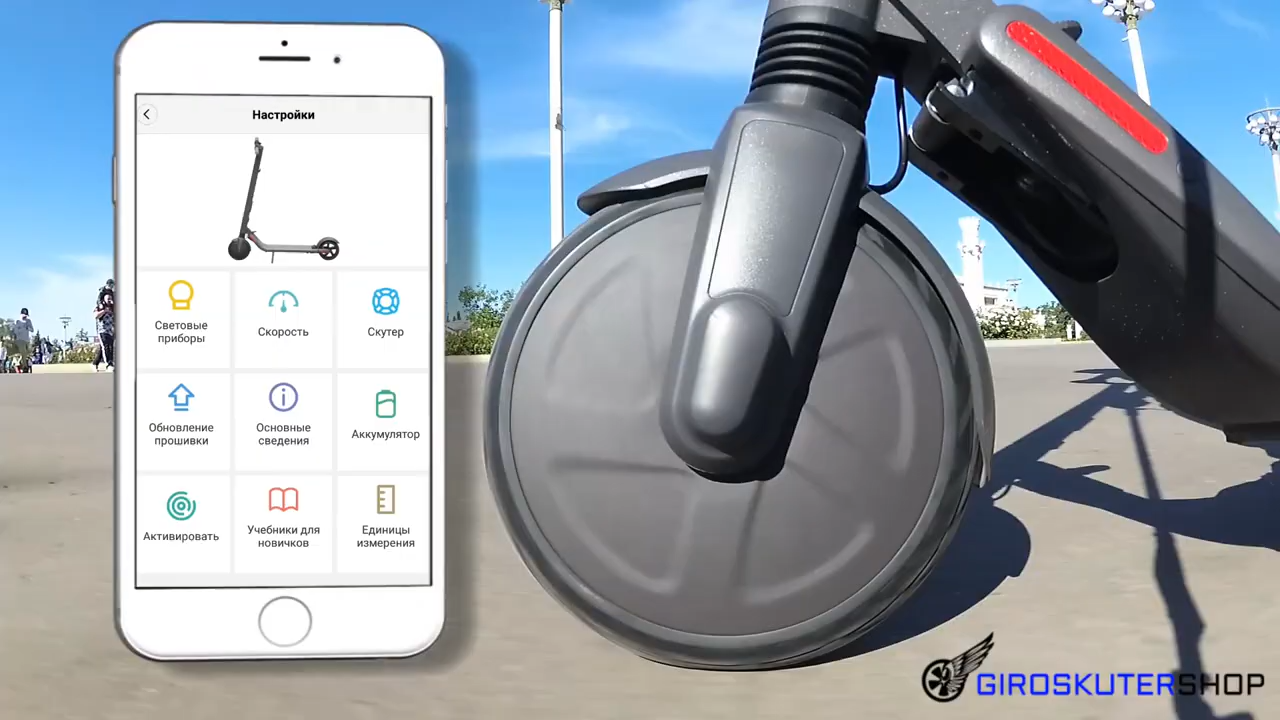 Настройки
Световые
приборы
Скорость
Скутер
Обновление
прошивки
Основные
сведения
Аккумулятор
Активировать
Учебники для
новичков
Единицы
измерения
GIROSKUTERSHOP